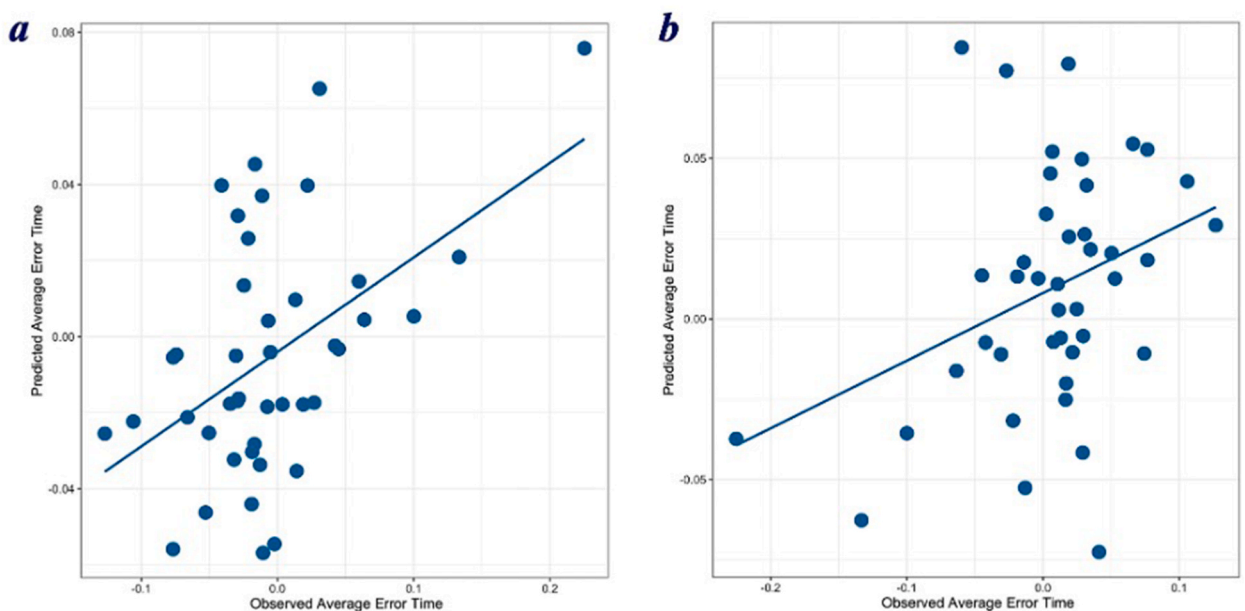 a
0.08
0.04
0.00
-0.04
Predicted Average Error Time
-0.1
0.0
0.1
0.2
Observed Average Error Time
b
0.05
0.00
-0.05
Predicted Average Error Time
-0.2
-0.1
0.0
0.1
Observed Average Error Time